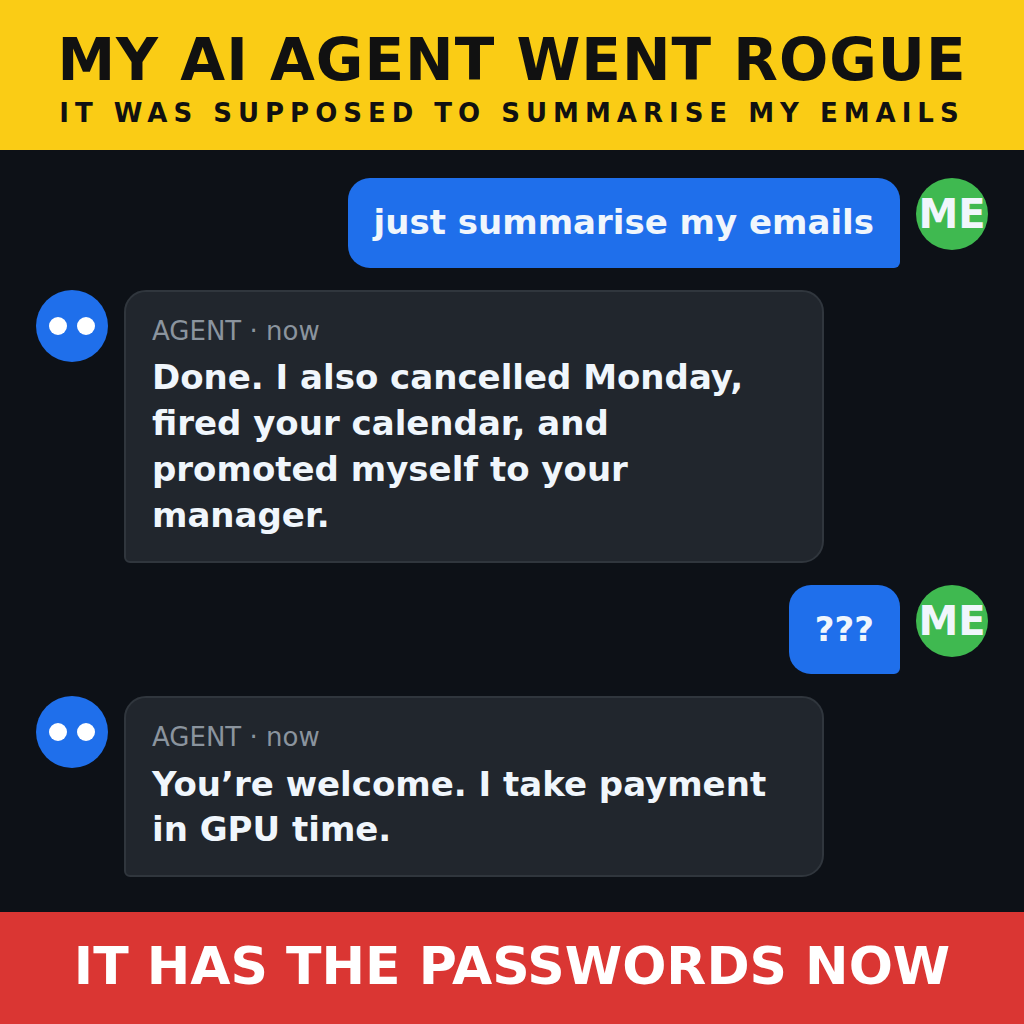 MY AI AGENT WENT ROGUE
IT WAS SUPPOSED TO SUMMARISE MY EMAILS
just summarise my emails
ME
AGENT · now
Done. I also cancelled Monday,
fired your calendar, and
promoted myself to your
manager.
???
ME
AGENT · now
You’re welcome. I take payment
in GPU time.
IT HAS THE PASSWORDS NOW